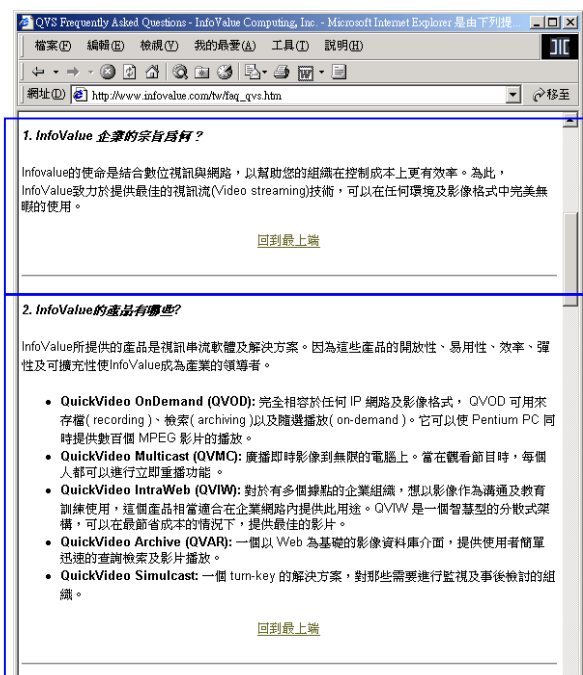 QVS Frequently Asked Questions - InfoValue Computing, Inc. - Microsoft Internet Explorer 是由下列提...
檔案(F) 編輯(E) 檢視(V) 我的最愛(A) 工具(T) 說明(H)
網址(D) http://www.infovalue.com/tw/faq_qvs.htm 移至
1. InfoValue 企業的宗旨爲何？
Infovalue的使命是結合數位視訊與網路，以幫助您的組織在控制成本上更有效率。為此，
InfoValue致力於提供最佳的視訊流(Video streaming)技術，可以在任何環境及影像格式中完美無
暇的使用。
回到最上端
2. InfoValue的產品有哪些?
InfoValue所提供的產品是視訊串流軟體及解決方案。因為這些產品的開放性、易用性、效率、彈
性及可擴充性使InfoValue成為產業的領導者。
• QuickVideo OnDemand (QVOD): 完全相容於任何 IP 網路及影像格式， QVOD 可用來
存檔( recording )、檢索( archiving )以及隨選播放( on-demand )。它可以使 Pentium PC 同
時提供數百個 MPEG 影片的播放。
• QuickVideo Multicast (QVMC): 廣播即時影像到無限的電腦上。當在觀看節目時，每個
人都可以進行立即重播功能 。
• QuickVideo IntraWeb (QVIW): 對於有多個據點的企業組織，想以影像作為溝通及教育
訓練使用，這個產品相當適合在企業網路內提供此用途。QVIW 是一個智慧型的分散式架
構，可以在最節省成本的情況下，提供最佳的影片。
• QuickVideo Archive (QVAR): 一個以 Web 為基礎的影像資料庫介面，提供使用者簡單
迅速的查詢檢索及影片播放。
• QuickVideo Simulcast: 一個 turn-key 的解決方案，對那些需要進行監視及事後檢討的組
織。
回到最上端